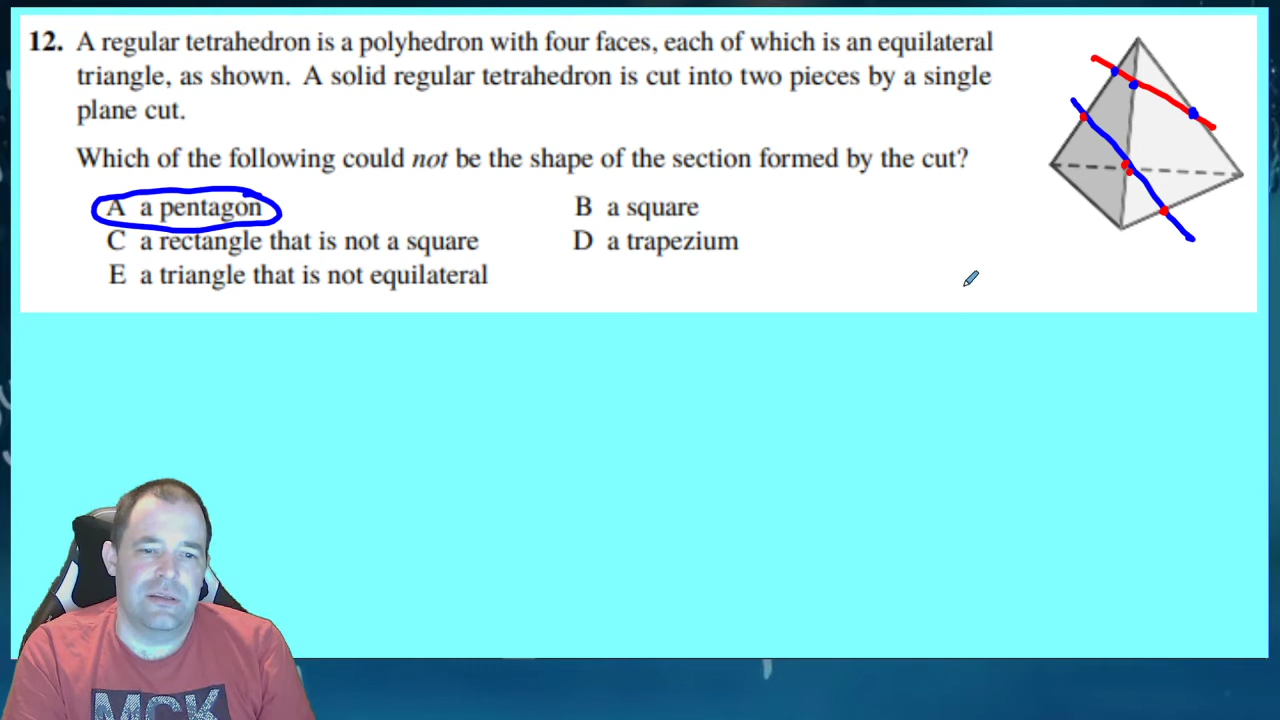 12. A regular tetrahedron is a polyhedron with four faces, each of which is an equilateral
triangle, as shown. A solid regular tetrahedron is cut into two pieces by a single
plane cut.
Which of the following could not be the shape of the section formed by the cut?
A a pentagon
B a square
C a rectangle that is not a square
D a trapezium
E a triangle that is not equilateral
MCK